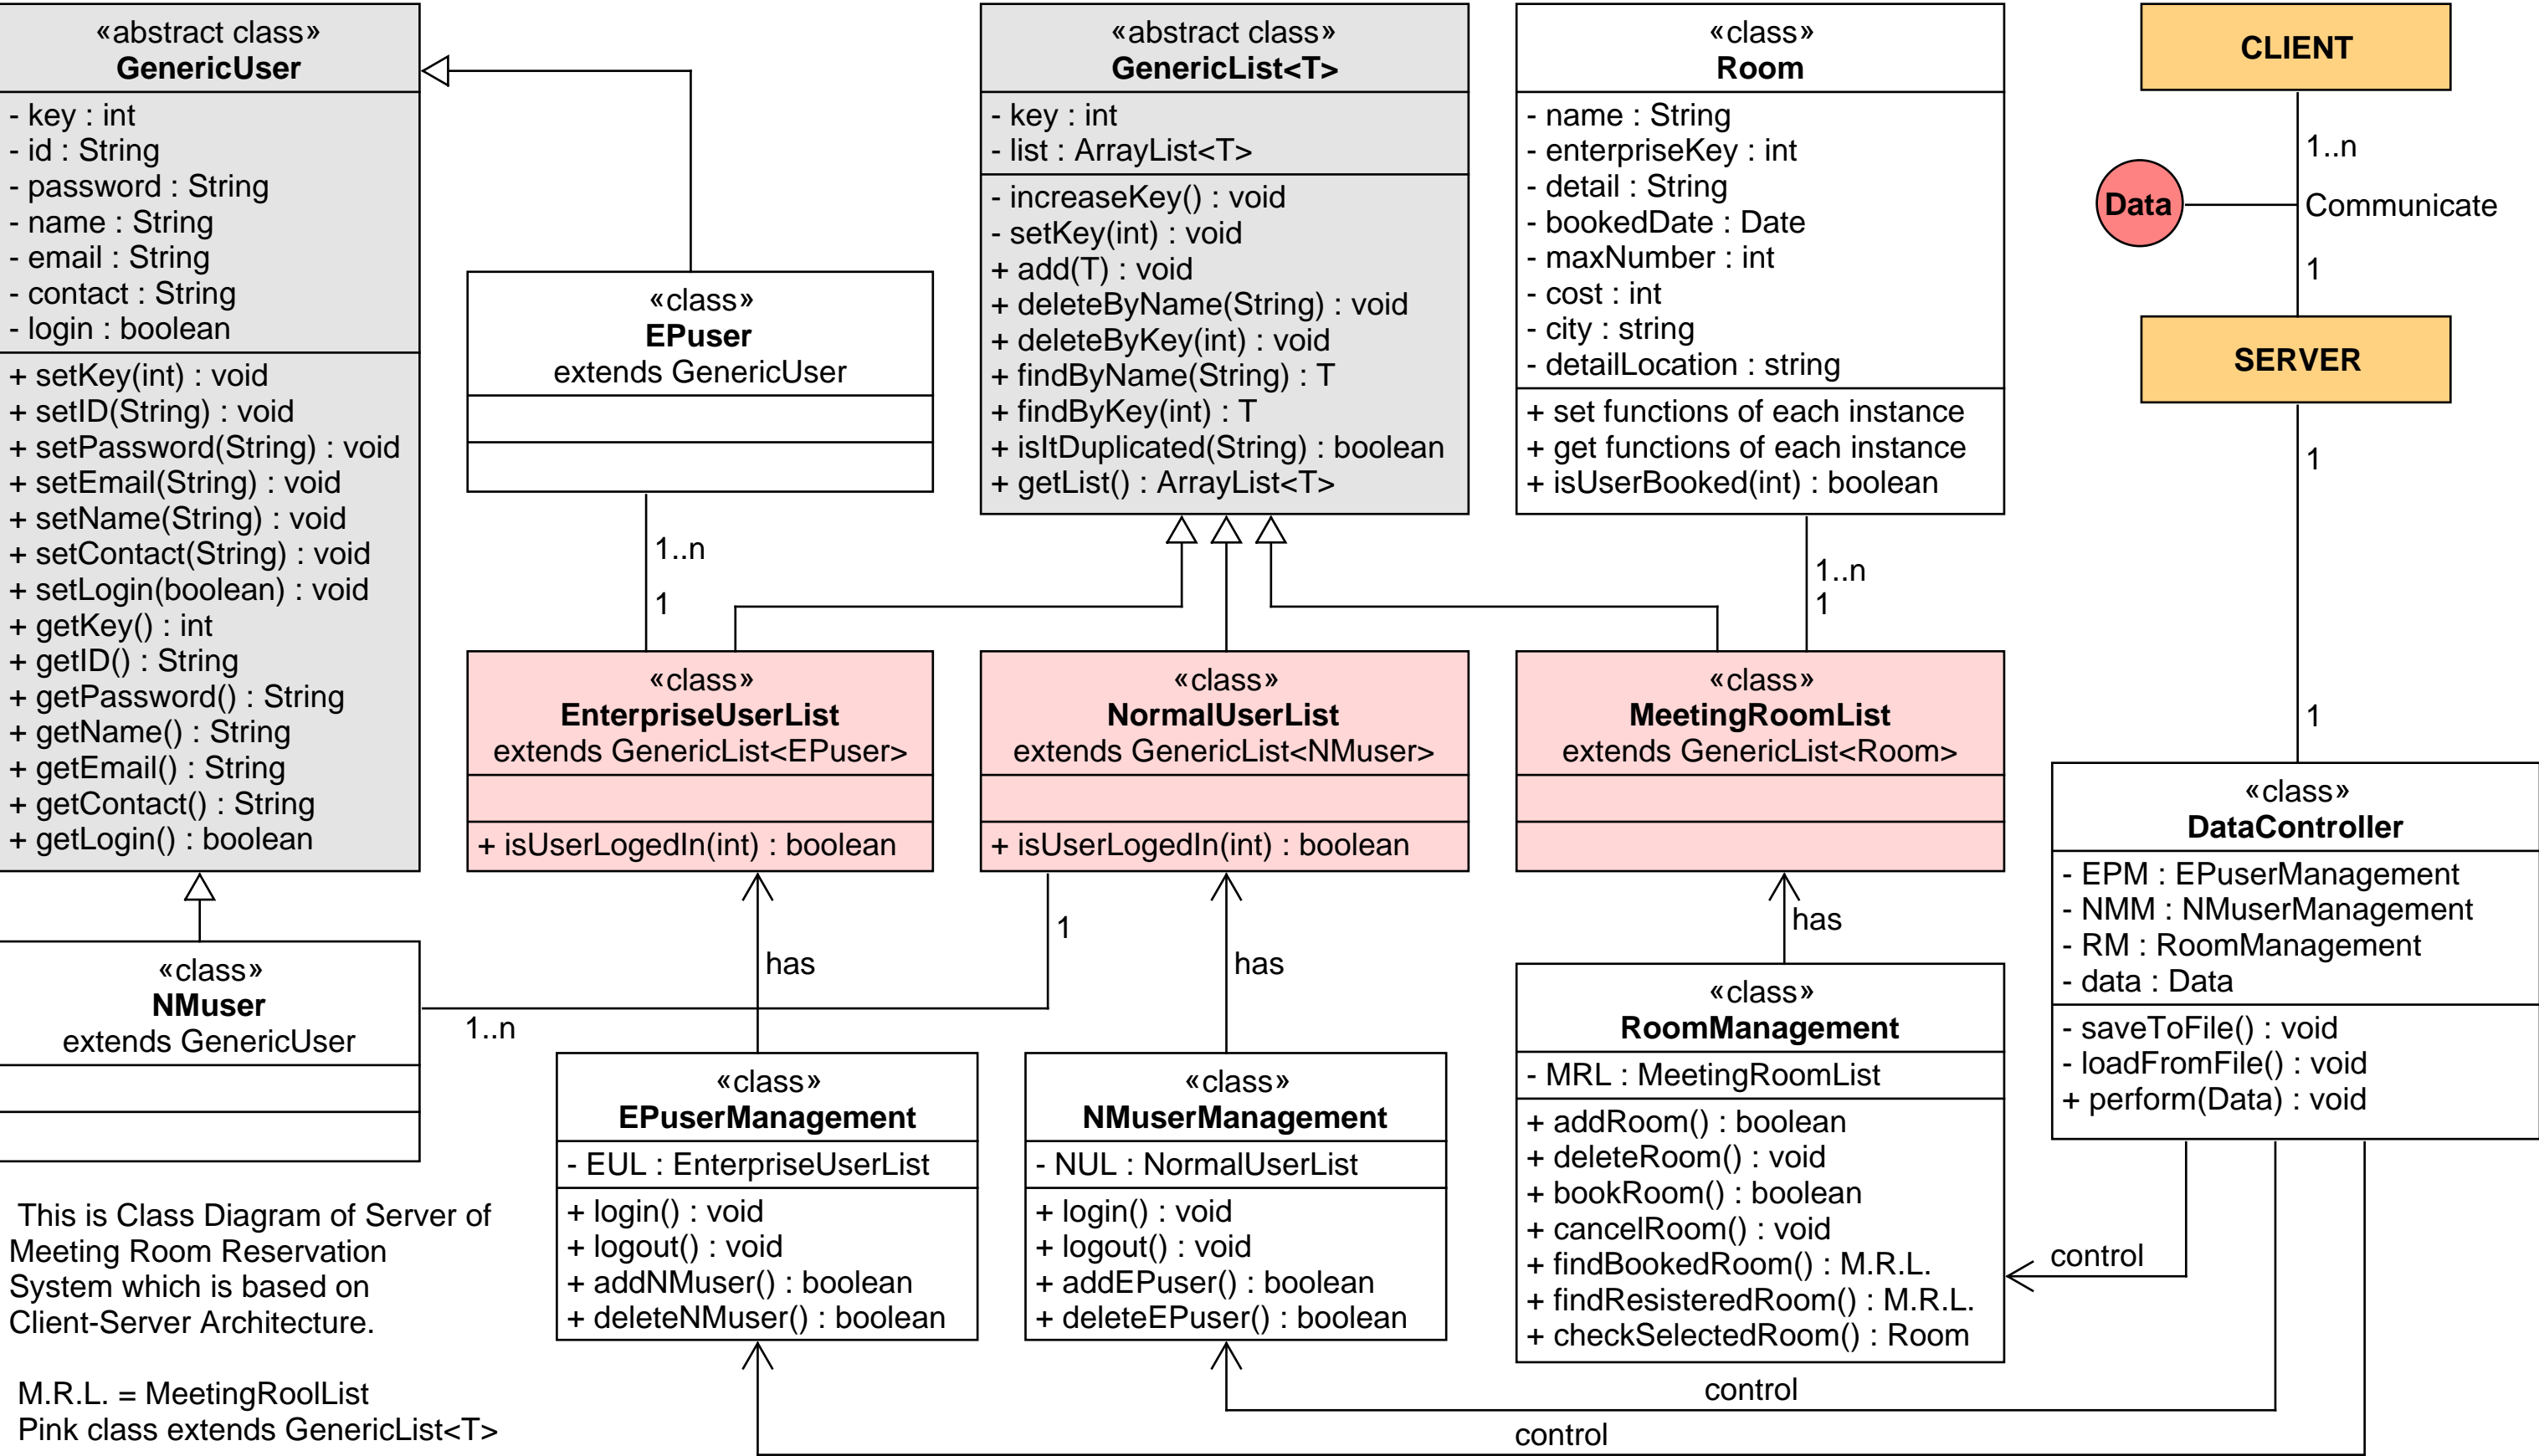 «abstract class»
GenericUser
- key : int
- id : String
- password : String
- name : String
- email : String
- contact : String
- login : boolean
+ setKey(int) : void
+ setID(String) : void
+ setPassword(String) : void
+ setEmail(String) : void
+ setName(String) : void
+ setContact(String) : void
+ setLogin(boolean) : void
+ getKey() : int
+ getID() : String
+ getPassword() : String
+ getName() : String
+ getEmail() : String
+ getContact() : String
+ getLogin() : boolean
«class»
EPuser
extends GenericUser
1..n
1
«abstract class»
GenericList<T>
- key : int
- list : ArrayList<T>
- increaseKey() : void
- setKey(int) : void
+ add(T) : void
+ deleteByName(String) : void
+ deleteByKey(int) : void
+ findByName(String) : T
+ findByKey(int) : T
+ isItDuplicated(String) : boolean
+ getList() : ArrayList<T>
«class»
Room
- name : String
- enterpriseKey : int
- detail : String
- bookedDate : Date
- maxNumber : int
- cost : int
- city : string
- detailLocation : string
+ set functions of each instance
+ get functions of each instance
+ isUserBooked(int) : boolean
1..n
1
CLIENT
1..n
Data
Communicate
1
SERVER
1
1
«class»
EnterpriseUserList
extends GenericList<EPuser>
+ isUserLogedIn(int) : boolean
«class»
NormalUserList
extends GenericList<NMuser>
+ isUserLogedIn(int) : boolean
«class»
MeetingRoomList
extends GenericList<Room>
«class»
DataController
- EPM : EPuserManagement
- NMM : NMuserManagement
- RM : RoomManagement
- data : Data
- saveToFile() : void
- loadFromFile() : void
+ perform(Data) : void
«class»
NMuser
extends GenericUser
1..n
has
1
has
has
«class»
EPuserManagement
- EUL : EnterpriseUserList
+ login() : void
+ logout() : void
+ addNMuser() : boolean
+ deleteNMuser() : boolean
«class»
NMuserManagement
- NUL : NormalUserList
+ login() : void
+ logout() : void
+ addEPuser() : boolean
+ deleteEPuser() : boolean
«class»
RoomManagement
- MRL : MeetingRoomList
+ addRoom() : boolean
+ deleteRoom() : void
+ bookRoom() : boolean
+ cancelRoom() : void
+ findBookedRoom() : M.R.L.
+ findResisteredRoom() : M.R.L.
+ checkSelectedRoom() : Room
control
control
control
This is Class Diagram of Server of
Meeting Room Reservation
System which is based on
Client-Server Architecture.
M.R.L. = MeetingRoolList
Pink class extends GenericList<T>